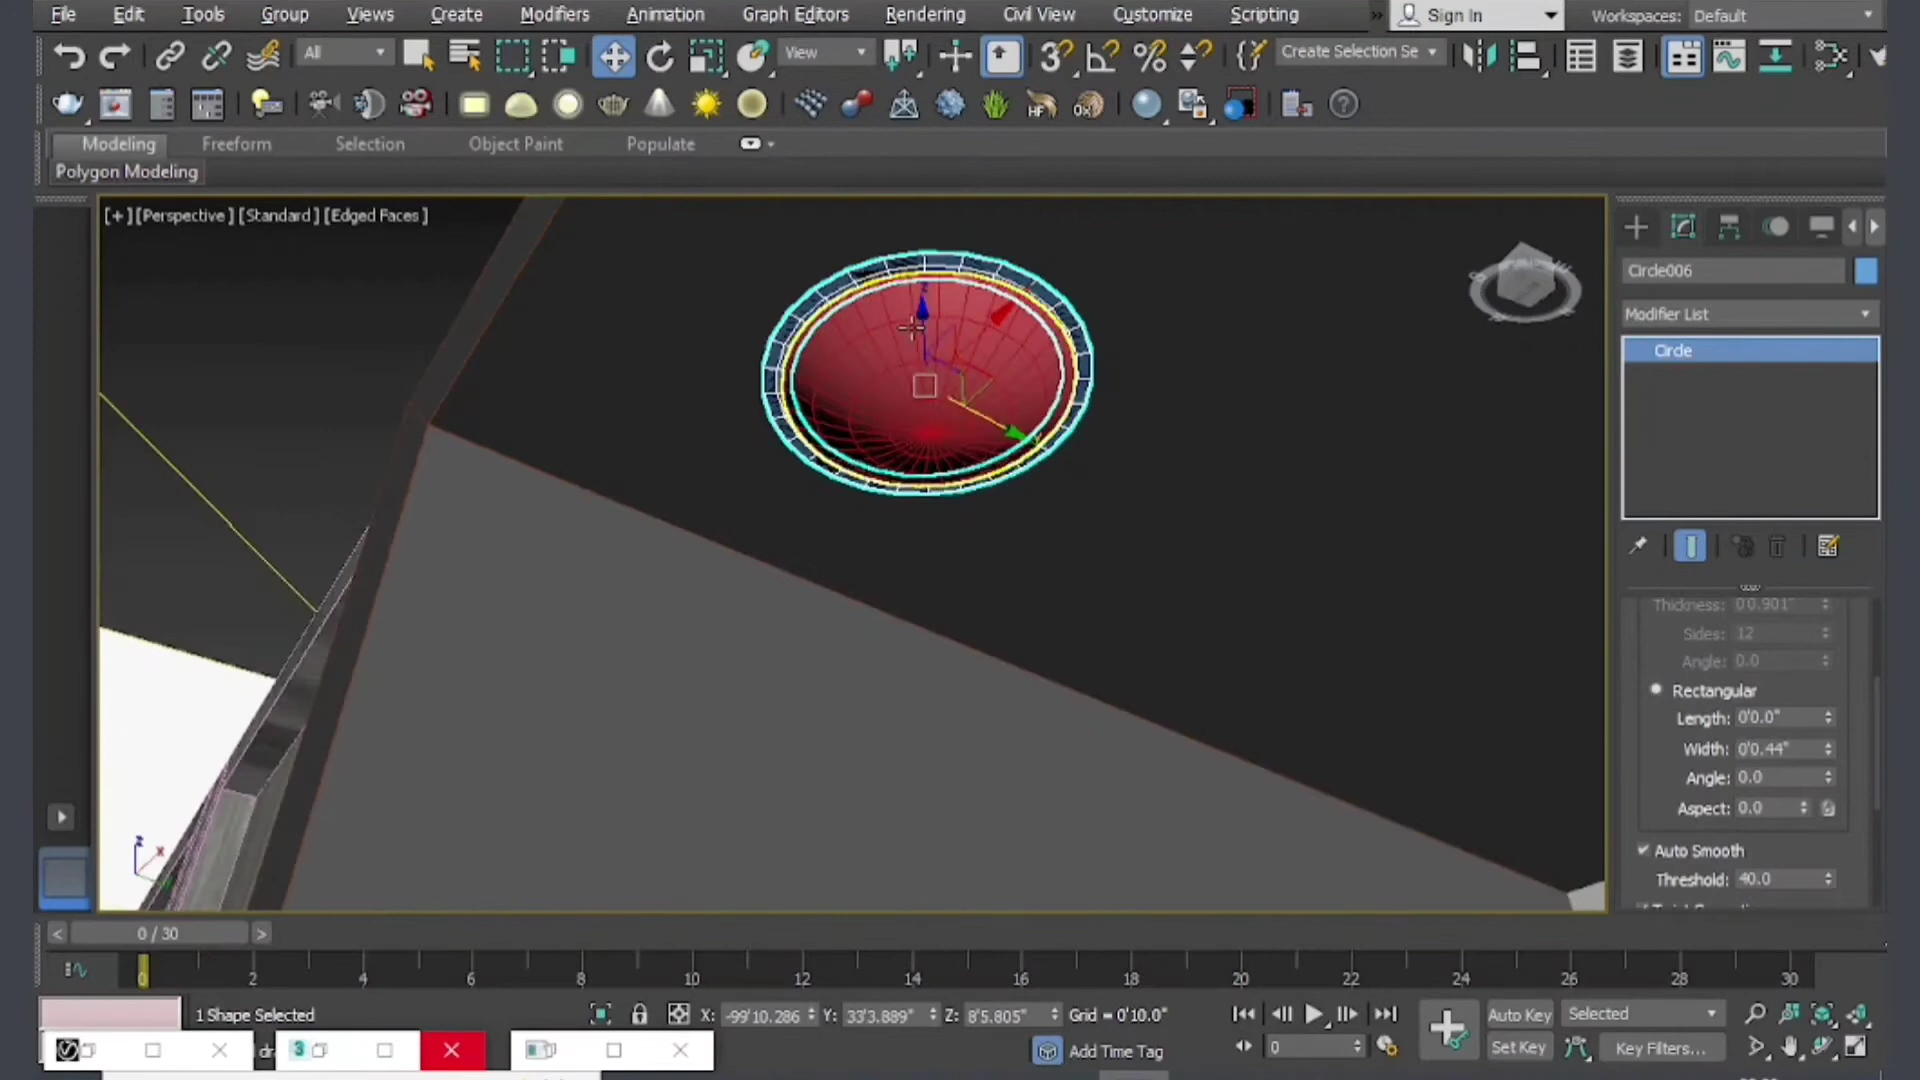 File Edit Tools Group Views Create Modifiers Animation Graph Editors Rendering Civil View Customize Scripting » Sign In Workspaces: Default
All View Create Selection Se
Modeling Freeform Selection Object Paint Populate
Polygon Modeling
[+] [Perspective] [Standard] [Edged Faces]
Circle006
Modifier List
Circle
Thickness: 0'0.901"
Sides: 12
Angle: 0.0
Rectangular
Length: 0'0.0"
Width: 0'0.44"
Angle: 0.0
Aspect: 0.0
Auto Smooth
Threshold: 40.0
< 0 / 30 >
0 2 4 6 8 10 12 14 16 18 20 22 24 26 28 30
1 Shape Selected X: -99'10.286 Y: 33'3.889" Z: 8'5.805" Grid = 0'10.0" Auto Key Selected
Add Time Tag 0 Set Key Key Filters...